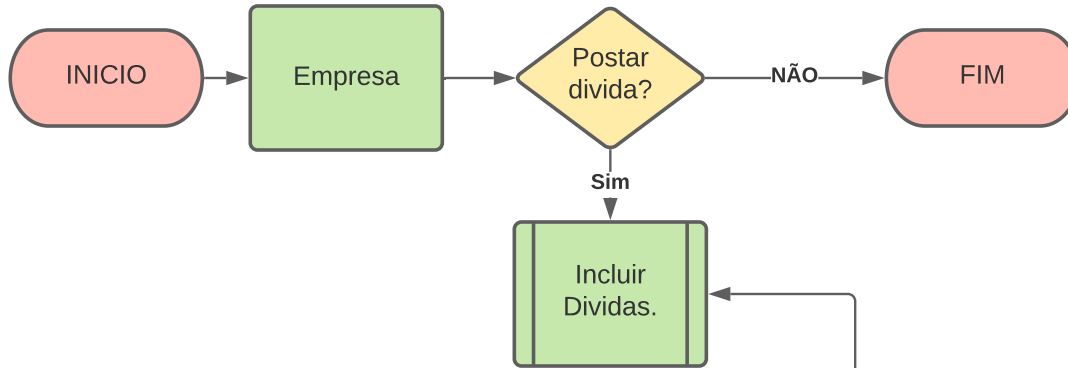 INICIO
Empresa
Postar
divida?
NÃO
FIM
Sim
Incluir
Dividas.